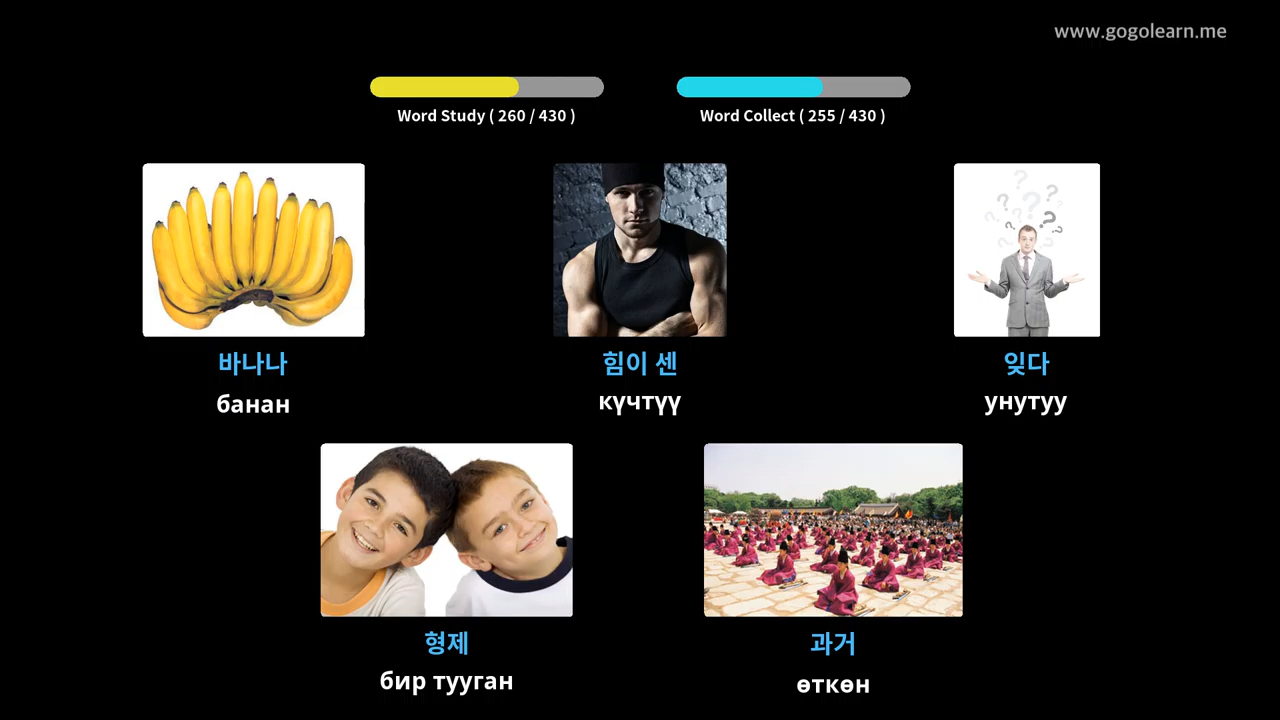 www.gogolearn.me
Word Study ( 260 / 430 )
Word Collect ( 255 / 430 )
바나나
힘이 센
잊다
банан
күчтүү
унутуу
형제
과거
бир тууган
өткөн